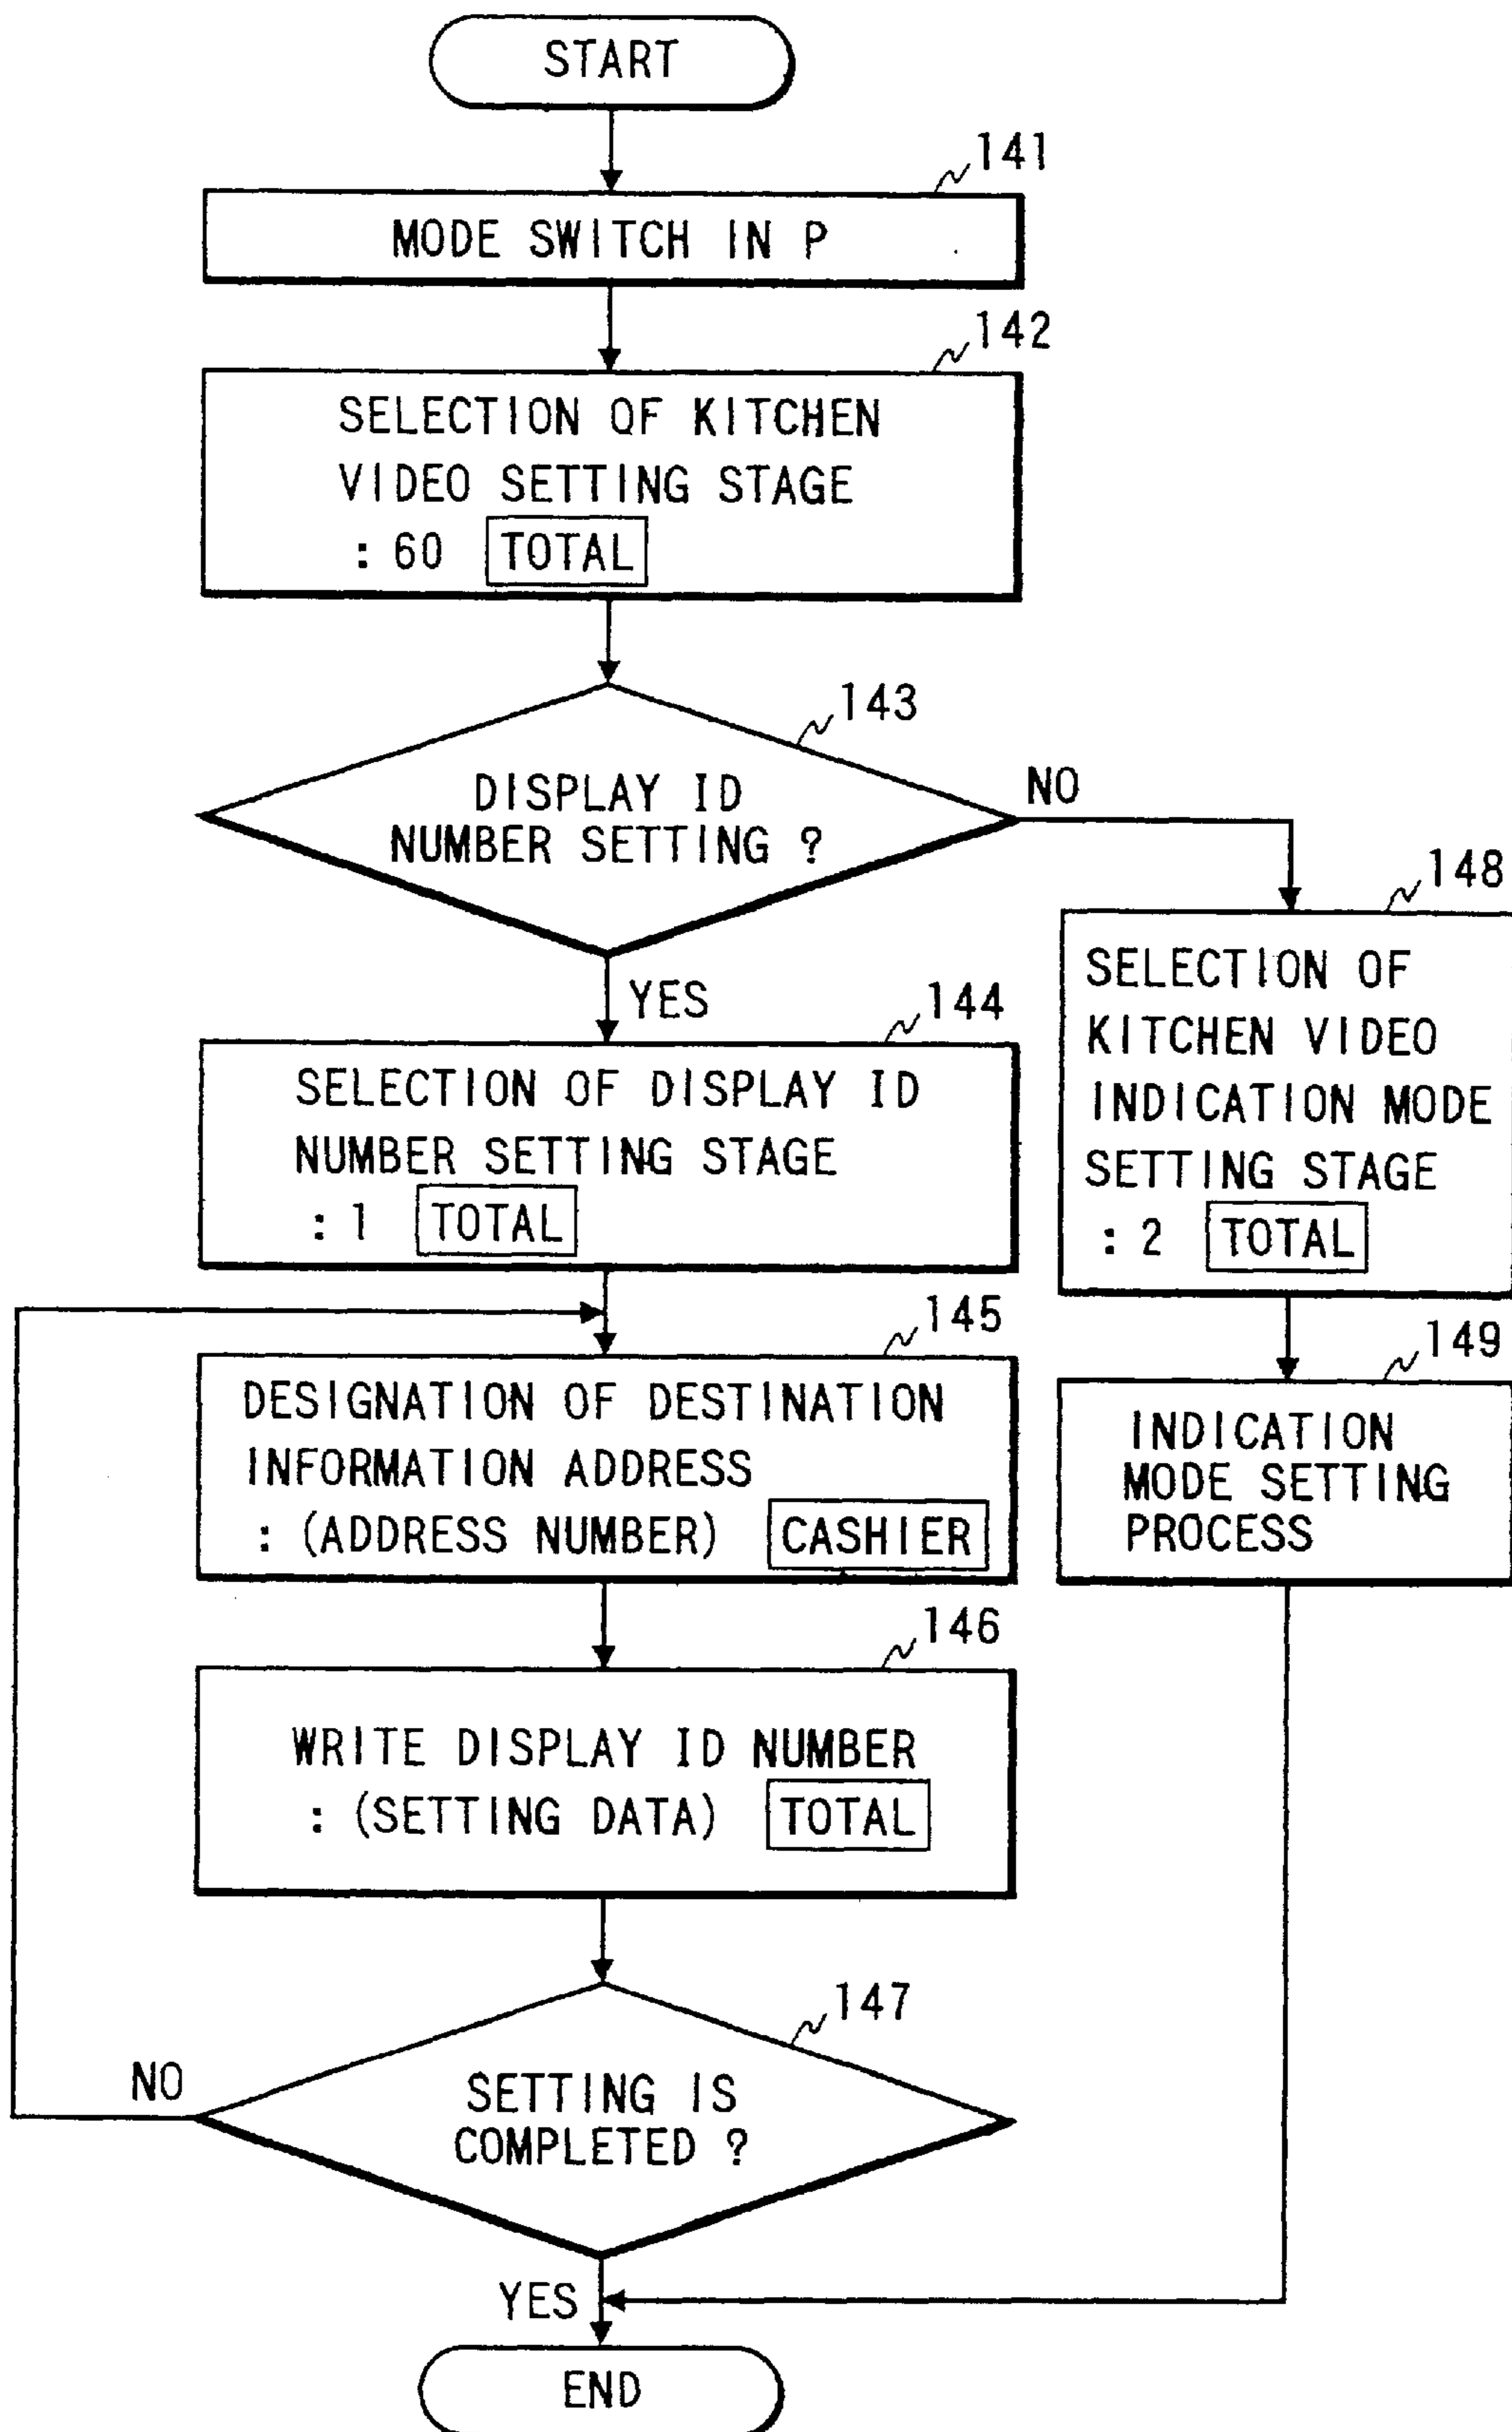 START
141
MODE SWITCH IN P
142
SELECTION OF KITCHEN
VIDEO SETTING STAGE
: 60 TOTAL
143
DISPLAY ID
NUMBER SETTING ?
NO
YES
144
SELECTION OF DISPLAY ID
NUMBER SETTING STAGE
: 1 TOTAL
148
SELECTION OF
KITCHEN VIDEO
INDICATION MODE
SETTING STAGE
: 2 TOTAL
145
DESIGNATION OF DESTINATION
INFORMATION ADDRESS
: (ADDRESS NUMBER) CASHIER
149
INDICATION
MODE SETTING
PROCESS
146
WRITE DISPLAY ID NUMBER
: (SETTING DATA) TOTAL
147
SETTING IS
COMPLETED ?
NO
YES
END